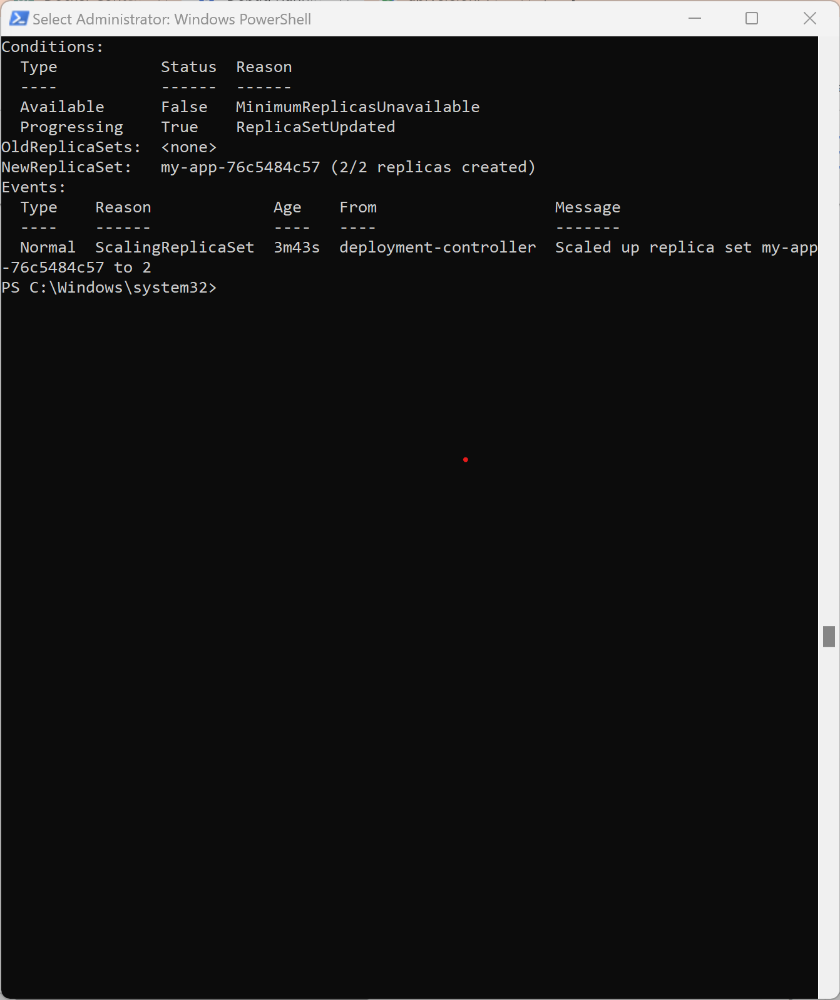 Select Administrator: Windows PowerShell
Conditions:
  Type           Status  Reason
  ----           ------  ------
  Available      False   MinimumReplicasUnavailable
  Progressing    True    ReplicaSetUpdated
OldReplicaSets:  <none>
NewReplicaSet:   my-app-76c5484c57 (2/2 replicas created)
Events:
  Type    Reason             Age    From                   Message
  ----    ------             ----   ----                   -------
  Normal  ScalingReplicaSet  3m43s  deployment-controller  Scaled up replica set my-app
-76c5484c57 to 2
PS C:\Windows\system32>